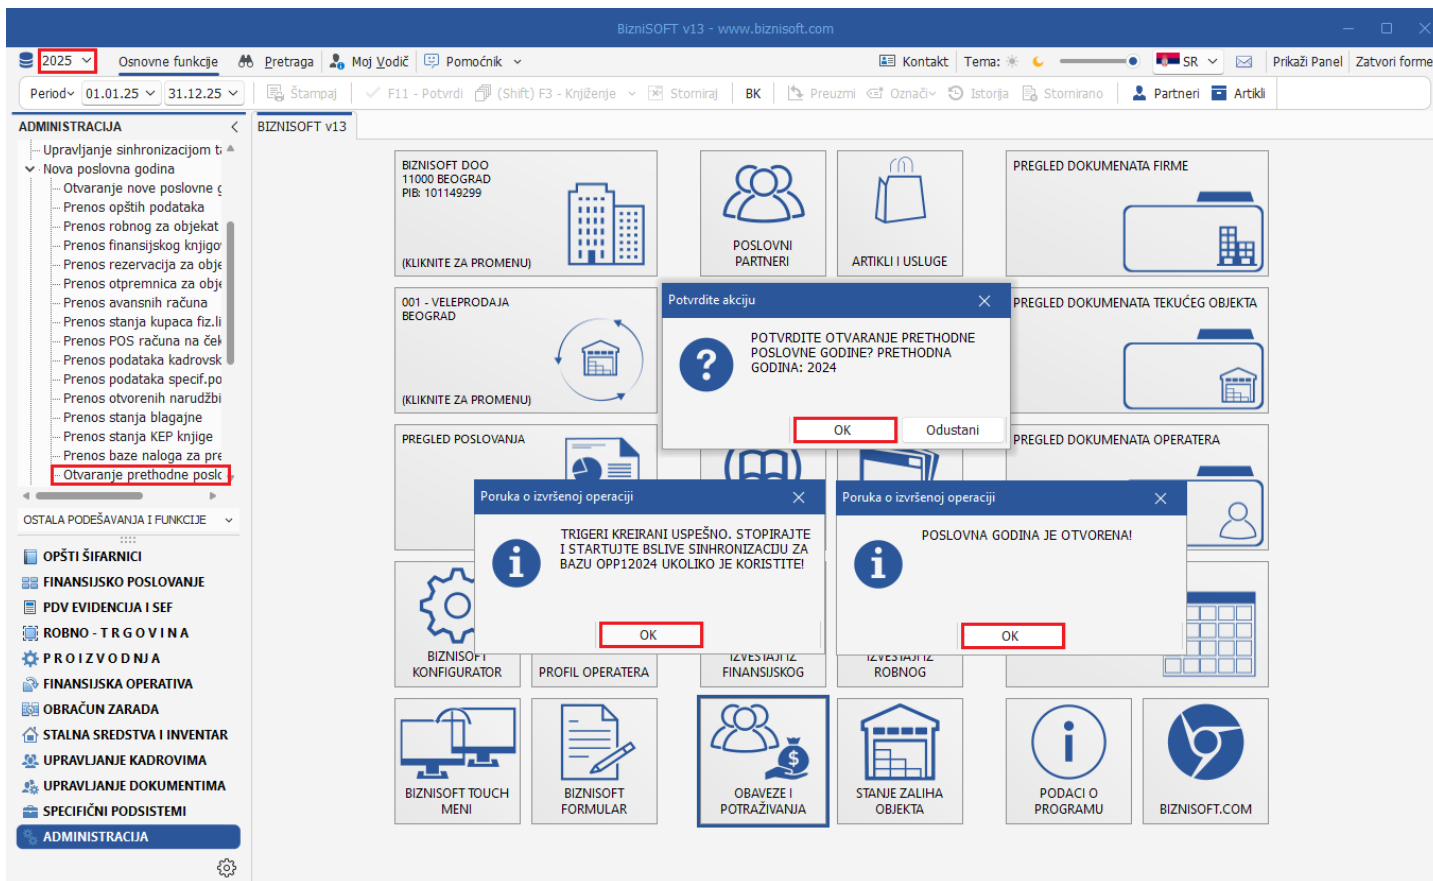 BizniSOFT v13 - www.biznisoft.com
2025 Osnovne funkcije Pretraga Moj Vodič Pomoćnik Kontakt Tema: SR Prikaži Panel Zatvori forme
Period 01.01.25 31.12.25 Štampaj F11 - Potvrdi (Shift) F3 - Knjiženje Storniraj BK Preuzmi Označi Istorija Stornirano Partneri Artikli
ADMINISTRACIJA
BIZNISOFT v13
Upravljanje sinhronizacijom ta
Nova poslovna godina
Otvaranje nove poslovne g
Prenos opštih podataka
Prenos robnog za objekat
Prenos finansijskog knjigo
Prenos rezervacija za obje
Prenos otpremnica za obje
Prenos avansnih računa
Prenos stanja kupaca fiz.li
Prenos POS računa na ček
Prenos podataka kadrovsk
Prenos podataka specif.po
Prenos otvorenih narudžbi
Prenos stanja blagajne
Prenos stanja KEP knjige
Prenos baze naloga za pre
Otvaranje prethodne poslo
OSTALA PODEŠAVANJA I FUNKCIJE
OPŠTI ŠIFARNICI
FINANSIJSKO POSLOVANJE
PDV EVIDENCIJA I SEF
ROBNO - T R G O V I N A
P R O I Z V O D NJ A
FINANSIJSKA OPERATIVA
OBRAČUN ZARADA
STALNA SREDSTVA I INVENTAR
UPRAVLJANJE KADROVIMA
UPRAVLJANJE DOKUMENTIMA
SPECIFIČNI PODSISTEMI
ADMINISTRACIJA
BIZNISOFT DOO
11000 BEOGRAD
PIB: 101149299
(KLIKNITE ZA PROMENU)
POSLOVNI
PARTNERI
ARTIKLI I USLUGE
PREGLED DOKUMENATA FIRME
001 - VELEPRODAJA
BEOGRAD
(KLIKNITE ZA PROMENU)
PREGLED DOKUMENATA TEKUĆEG OBJEKTA
Potvrdite akciju
POTVRDITE OTVARANJE PRETHODNE
POSLOVNE GODINE? PRETHODNA
GODINA: 2024
OK Odustani
PREGLED POSLOVANJA
PREGLED DOKUMENATA OPERATERA
Poruka o izvršenoj operaciji
TRIGERI KREIRANI USPEŠNO. STOPIRAJTE
I STARTUJTE BSLIVE SINHRONIZACIJU ZA
BAZU OPP12024 UKOLIKO JE KORISTITE!
OK
Poruka o izvršenoj operaciji
POSLOVNA GODINA JE OTVORENA!
OK
BIZNISOFT
KONFIGURATOR
PROFIL OPERATERA
IZVEŠTAJI IZ
FINANSIJSKOG
IZVEŠTAJI IZ
ROBNOG
BIZNISOFT TOUCH
MENI
BIZNISOFT
FORMULAR
OBAVEZE I
POTRAŽIVANJA
STANJE ZALIHA
OBJEKTA
PODACI O
PROGRAMU
BIZNISOFT.COM